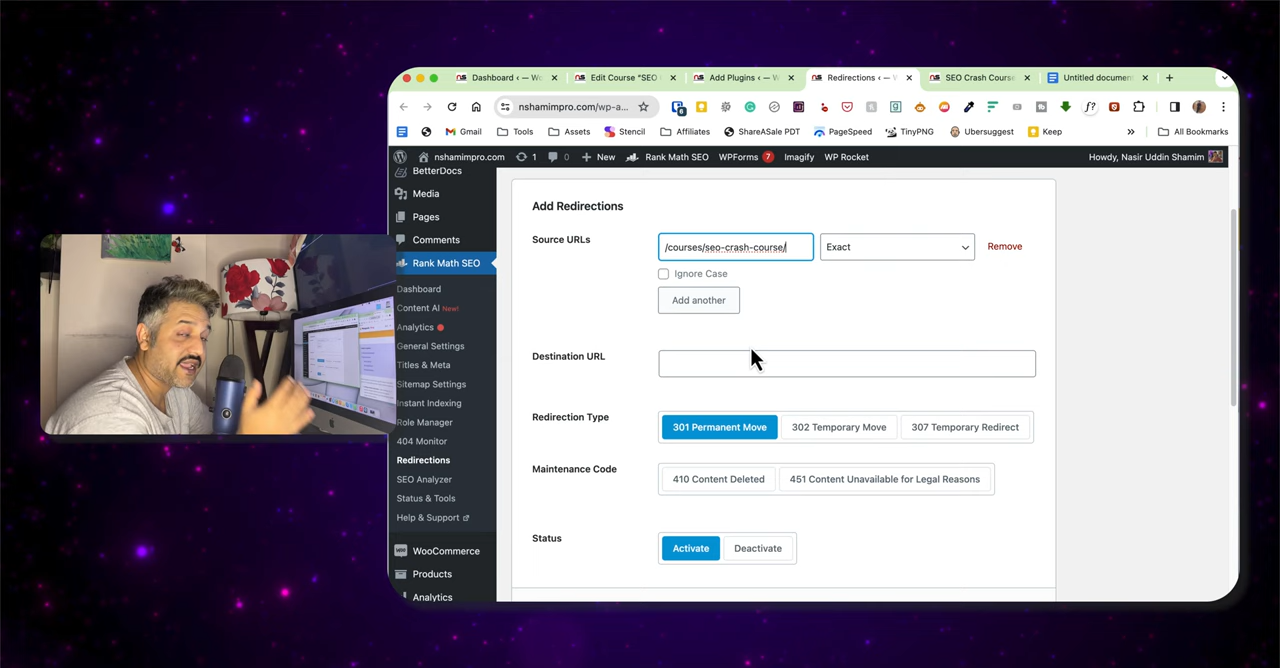 Dashboard ‹ — Wo
Edit Course "SEO
Add Plugins ‹ — W
Redirections ‹ — W
SEO Crash Course
Untitled documen
nshamimpro.com/wp-a...
Gmail
Tools
Assets
Stencil
Affiliates
ShareASale PDT
PageSpeed
TinyPNG
Ubersuggest
Keep
All Bookmarks
nshamimpro.com
1
0
New
Rank Math SEO
WPForms 7
Imagify
WP Rocket
Howdy, Nasir Uddin Shamim
BetterDocs
Media
Pages
Comments
Rank Math SEO
Dashboard
Content AI New!
Analytics
General Settings
Titles & Meta
Sitemap Settings
Instant Indexing
Role Manager
404 Monitor
Redirections
SEO Analyzer
Status & Tools
Help & Support
WooCommerce
Products
Analytics
Add Redirections
Source URLs
/courses/seo-crash-course/
Exact
Remove
Ignore Case
Add another
Destination URL
Redirection Type
301 Permanent Move
302 Temporary Move
307 Temporary Redirect
Maintenance Code
410 Content Deleted
451 Content Unavailable for Legal Reasons
Status
Activate
Deactivate